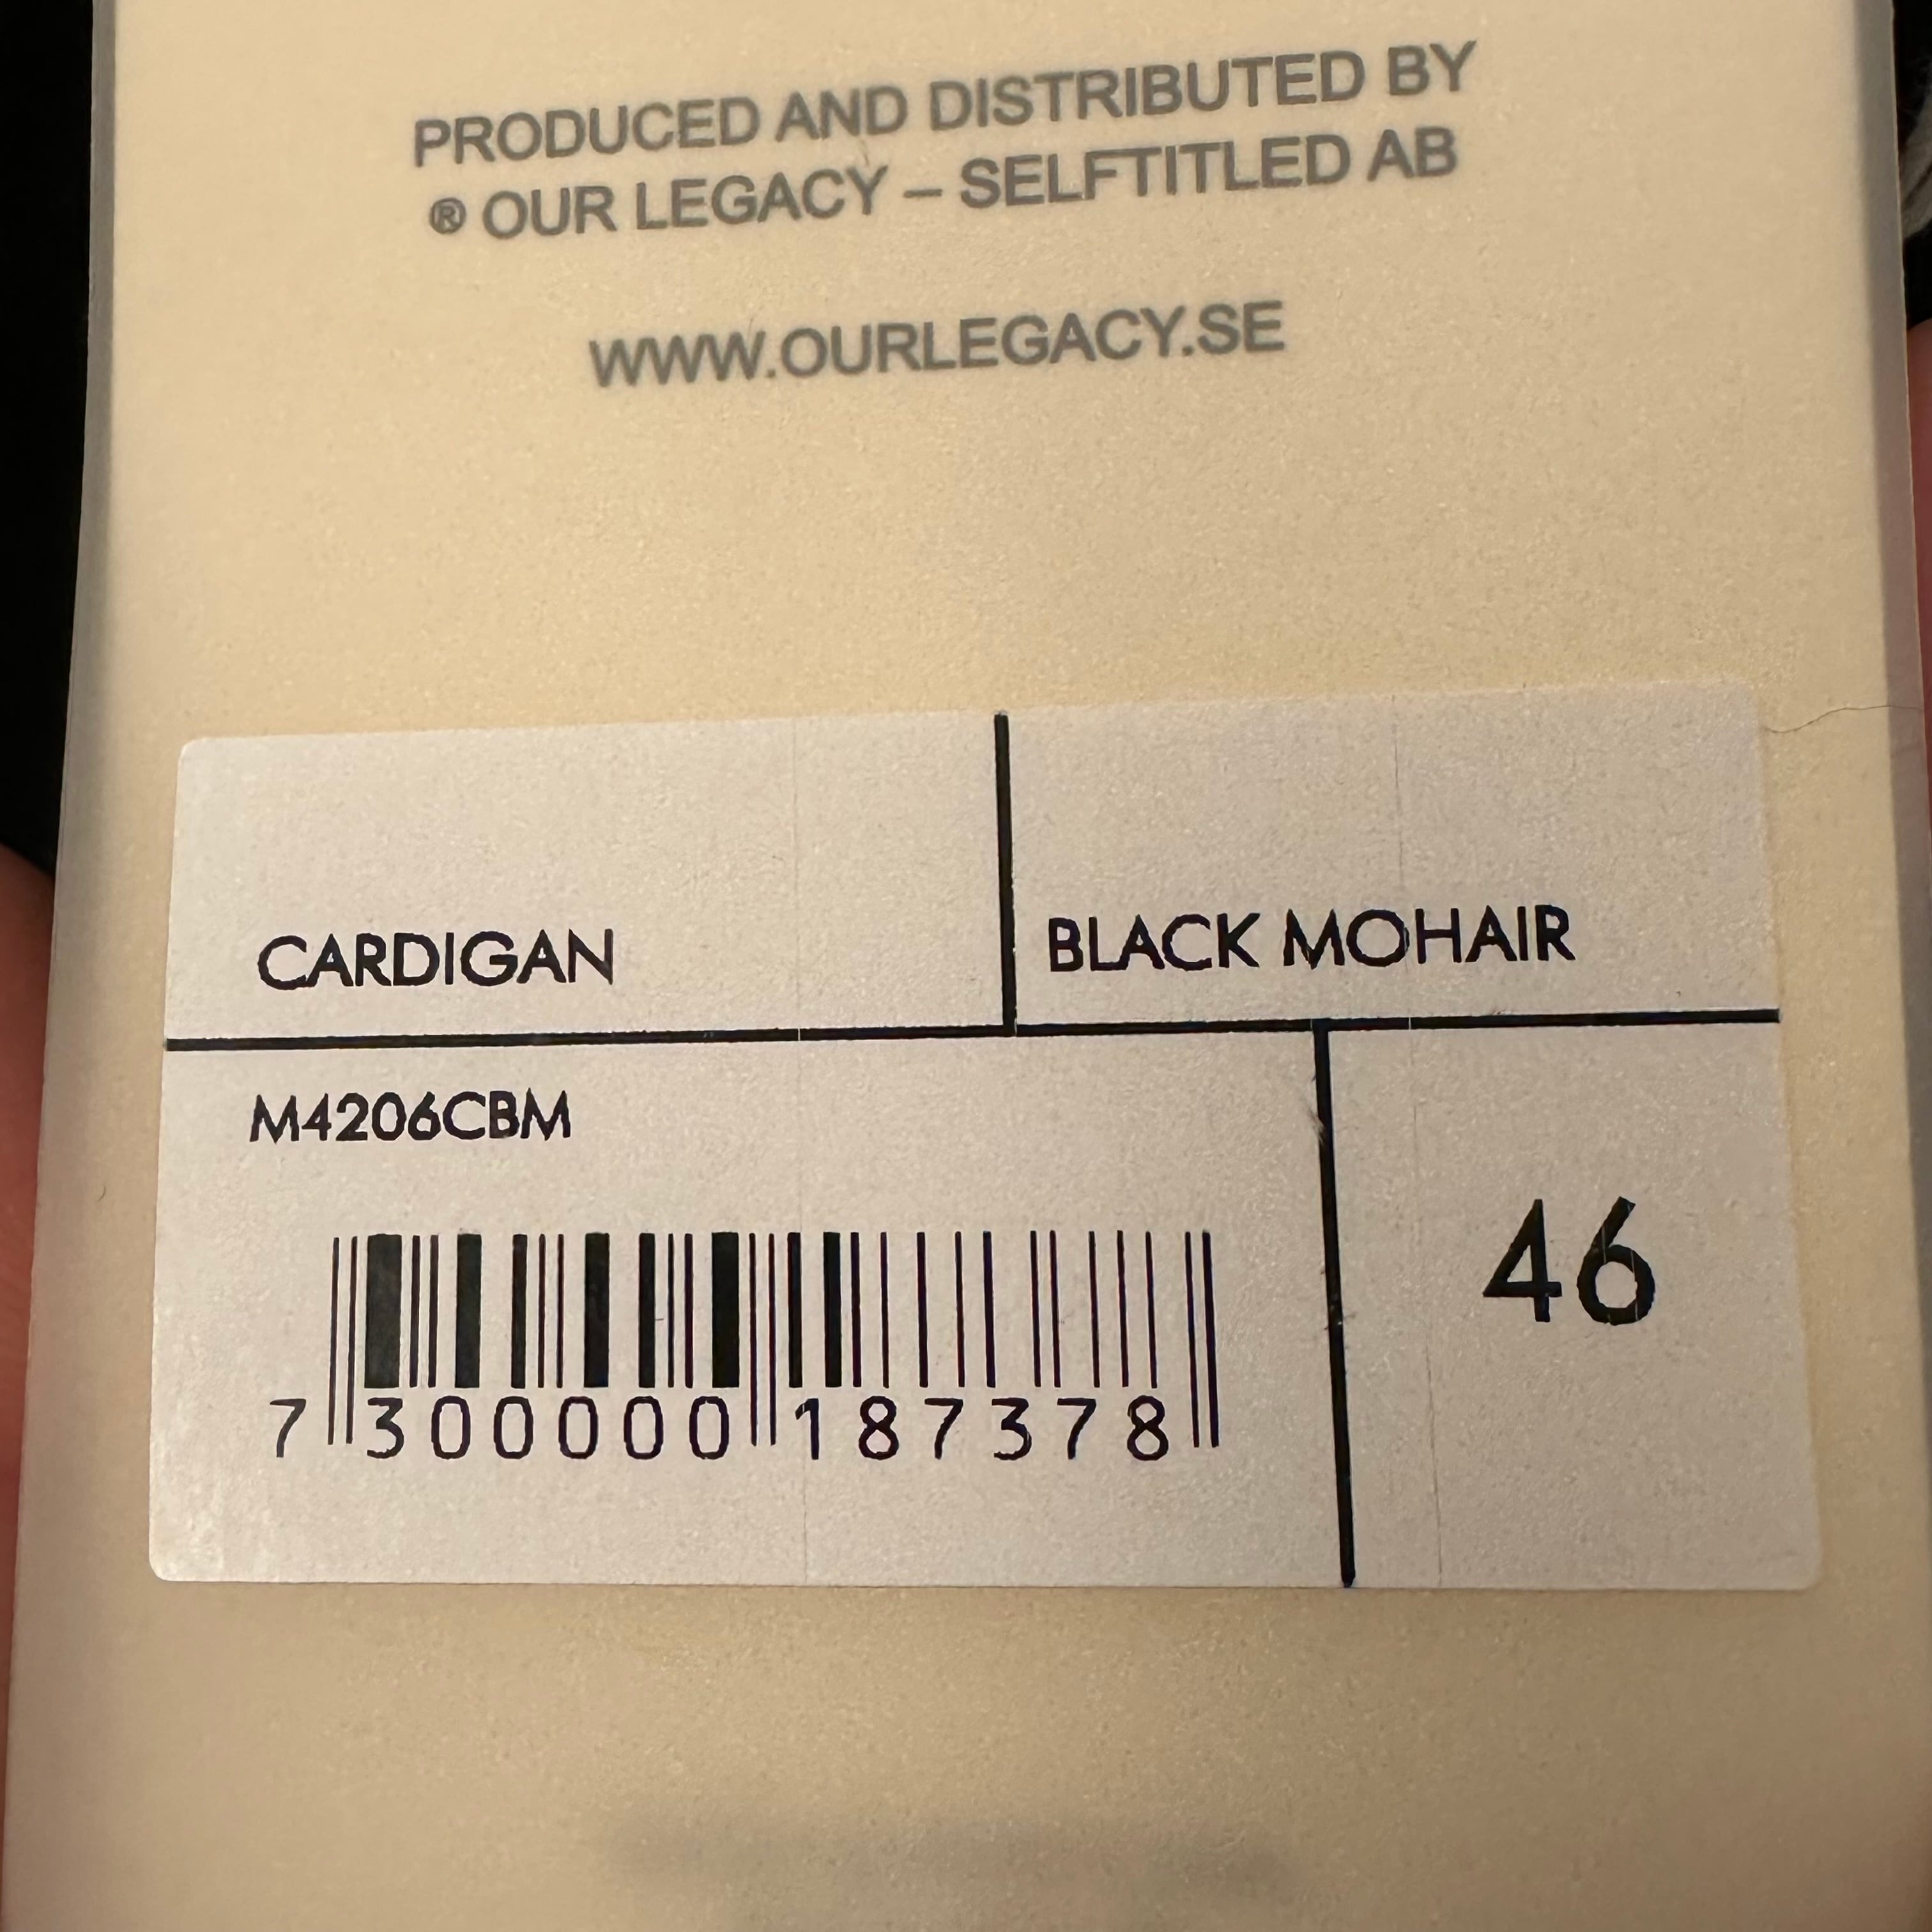 PRODUCED AND DISTRIBUTED BY
® OUR LEGACY – SELFTITLED AB
WWW.OURLEGACY.SE
CARDIGAN
BLACK MOHAIR
M4206CBM
46
7 300000 187378